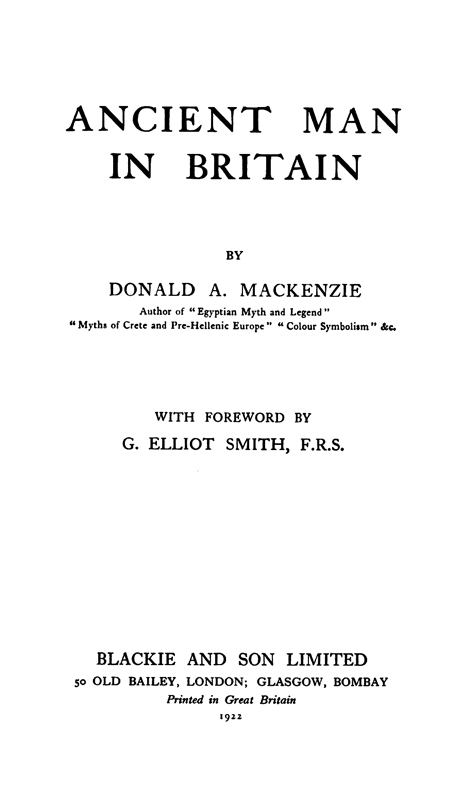 ANCIENT MAN
IN BRITAIN
BY
DONALD A. MACKENZIE
Author of "Egyptian Myth and Legend"
"Myths of Crete and Pre-Hellenic Europe" "Colour Symbolism" &c.
WITH FOREWORD BY
G. ELLIOT SMITH, F.R.S.
BLACKIE AND SON LIMITED
50 OLD BAILEY, LONDON; GLASGOW, BOMBAY
Printed in Great Britain
1922